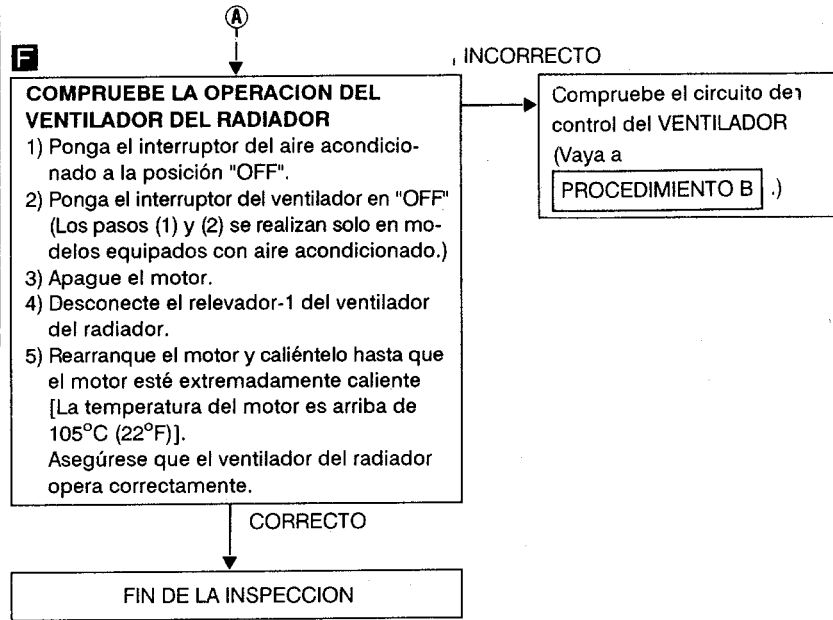 A
F
INCORRECTO
COMPRUEBE LA OPERACION DEL
VENTILADOR DEL RADIADOR
1) Ponga el interruptor del aire acondicio-
nado a la posición "OFF".
2) Ponga el interruptor del ventilador en "OFF"
(Los pasos (1) y (2) se realizan solo en mo-
delos equipados con aire acondicionado.)
3) Apague el motor.
4) Desconecte el relevador-1 del ventilador
del radiador.
5) Rearranque el motor y caliéntelo hasta que
el motor esté extremadamente caliente
[La temperatura del motor es arriba de
105°C (22°F)].
Asegúrese que el ventilador del radiador
opera correctamente.
Compruebe el circuito del
control del VENTILADOR
(Vaya a
PROCEDIMIENTO B .)
CORRECTO
FIN DE LA INSPECCION